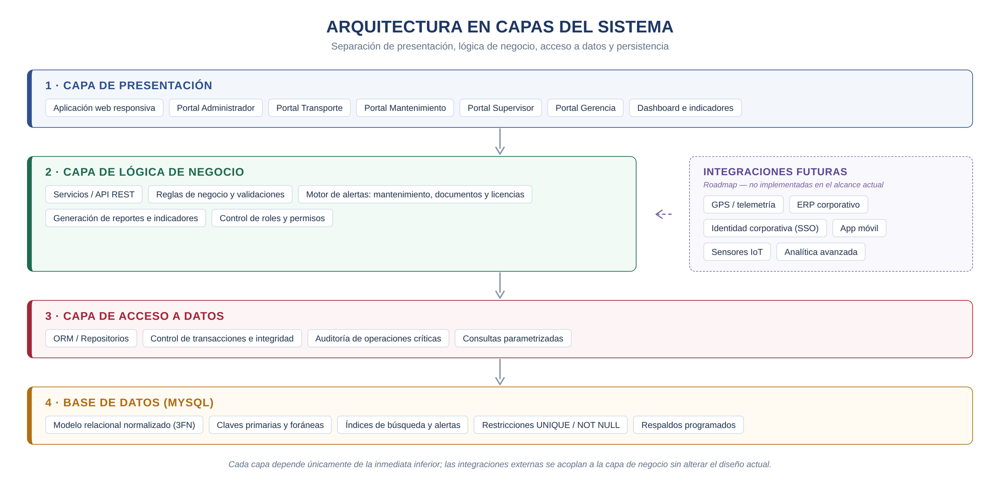 ARQUITECTURA EN CAPAS DEL SISTEMA
Separación de presentación, lógica de negocio, acceso a datos y persistencia
1 · CAPA DE PRESENTACIÓN
Aplicación web responsiva Portal Administrador Portal Transporte Portal Mantenimiento Portal Supervisor Portal Gerencia Dashboard e indicadores
2 · CAPA DE LÓGICA DE NEGOCIO
Servicios / API REST Reglas de negocio y validaciones Motor de alertas: mantenimiento, documentos y licencias
Generación de reportes e indicadores Control de roles y permisos
INTEGRACIONES FUTURAS
Roadmap — no implementadas en el alcance actual
GPS / telemetría ERP corporativo
Identidad corporativa (SSO) App móvil
Sensores IoT Analítica avanzada
3 · CAPA DE ACCESO A DATOS
ORM / Repositorios Control de transacciones e integridad Auditoría de operaciones críticas Consultas parametrizadas
4 · BASE DE DATOS (MYSQL)
Modelo relacional normalizado (3FN) Claves primarias y foráneas Índices de búsqueda y alertas Restricciones UNIQUE / NOT NULL Respaldos programados
Cada capa depende únicamente de la inmediata inferior; las integraciones externas se acoplan a la capa de negocio sin alterar el diseño actual.